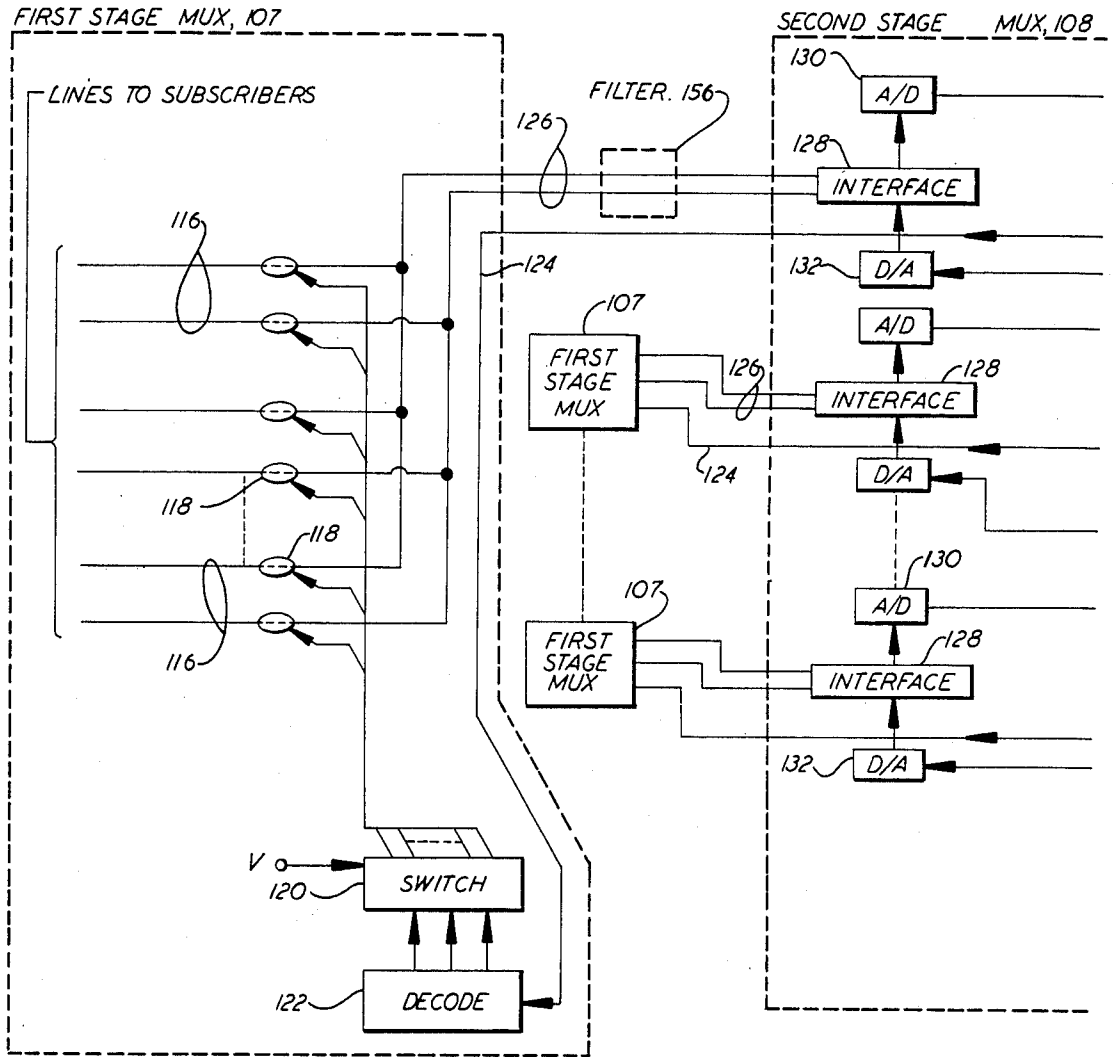 FIRST STAGE MUX, 107
SECOND STAGE MUX, 108
LINES TO SUBSCRIBERS
FILTER. 156
130
A/D
126
128
INTERFACE
116
124
132
D/A
107
A/D
FIRST
STAGE
MUX
126
128
INTERFACE
124
D/A
118
118
130
A/D
107
FIRST
STAGE
MUX
128
INTERFACE
116
132
D/A
V
120
SWITCH
122
DECODE